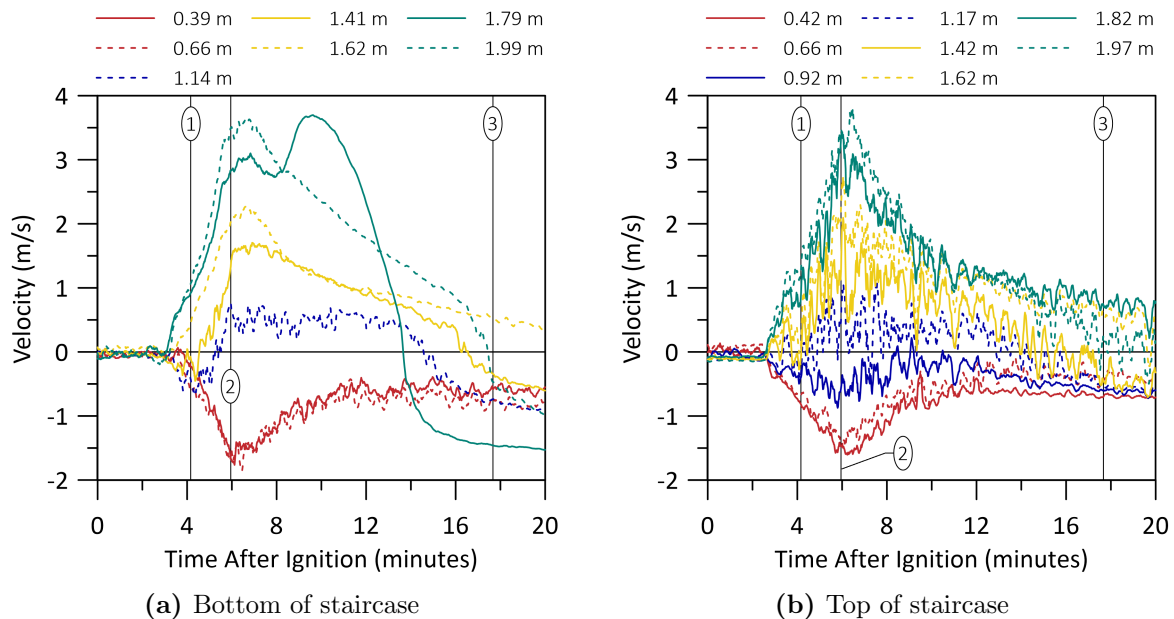 0.39 m 1.41 m 1.79 m
0.66 m 1.62 m 1.99 m
1.14 m
4
3
2
1
0
-1
-2
Velocity (m/s)
1
2
3
0 4 8 12 16 20
Time After Ignition (minutes)
(a) Bottom of staircase
0.42 m 1.17 m 1.82 m
0.66 m 1.42 m 1.97 m
0.92 m 1.62 m
4
3
2
1
0
-1
-2
Velocity (m/s)
1
3
2
0 4 8 12 16 20
Time After Ignition (minutes)
(b) Top of staircase